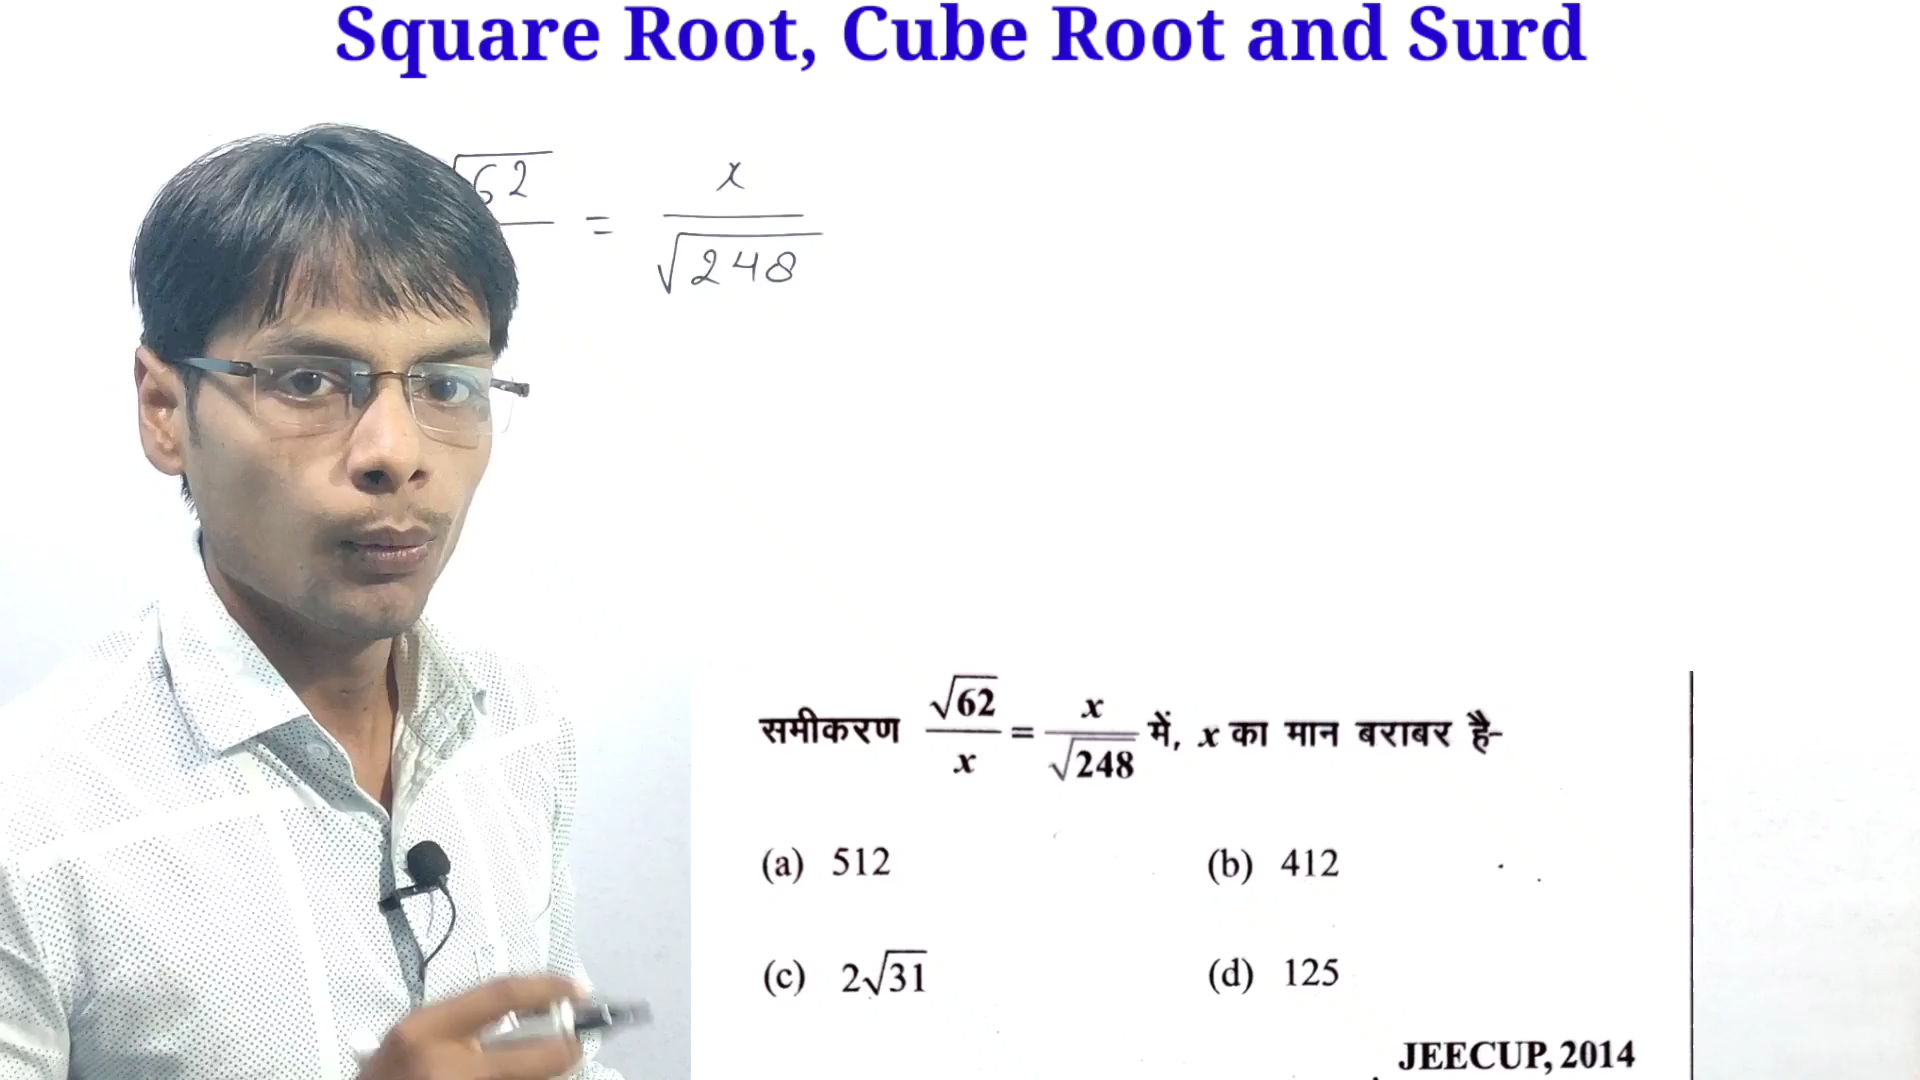 Square Root, Cube Root and Surd
√62 = x/√248
समीकरण √62/x = x/√248 में, x का मान बराबर है-
(a) 512 (b) 412
(c) 2√31 (d) 125
JEECUP, 2014